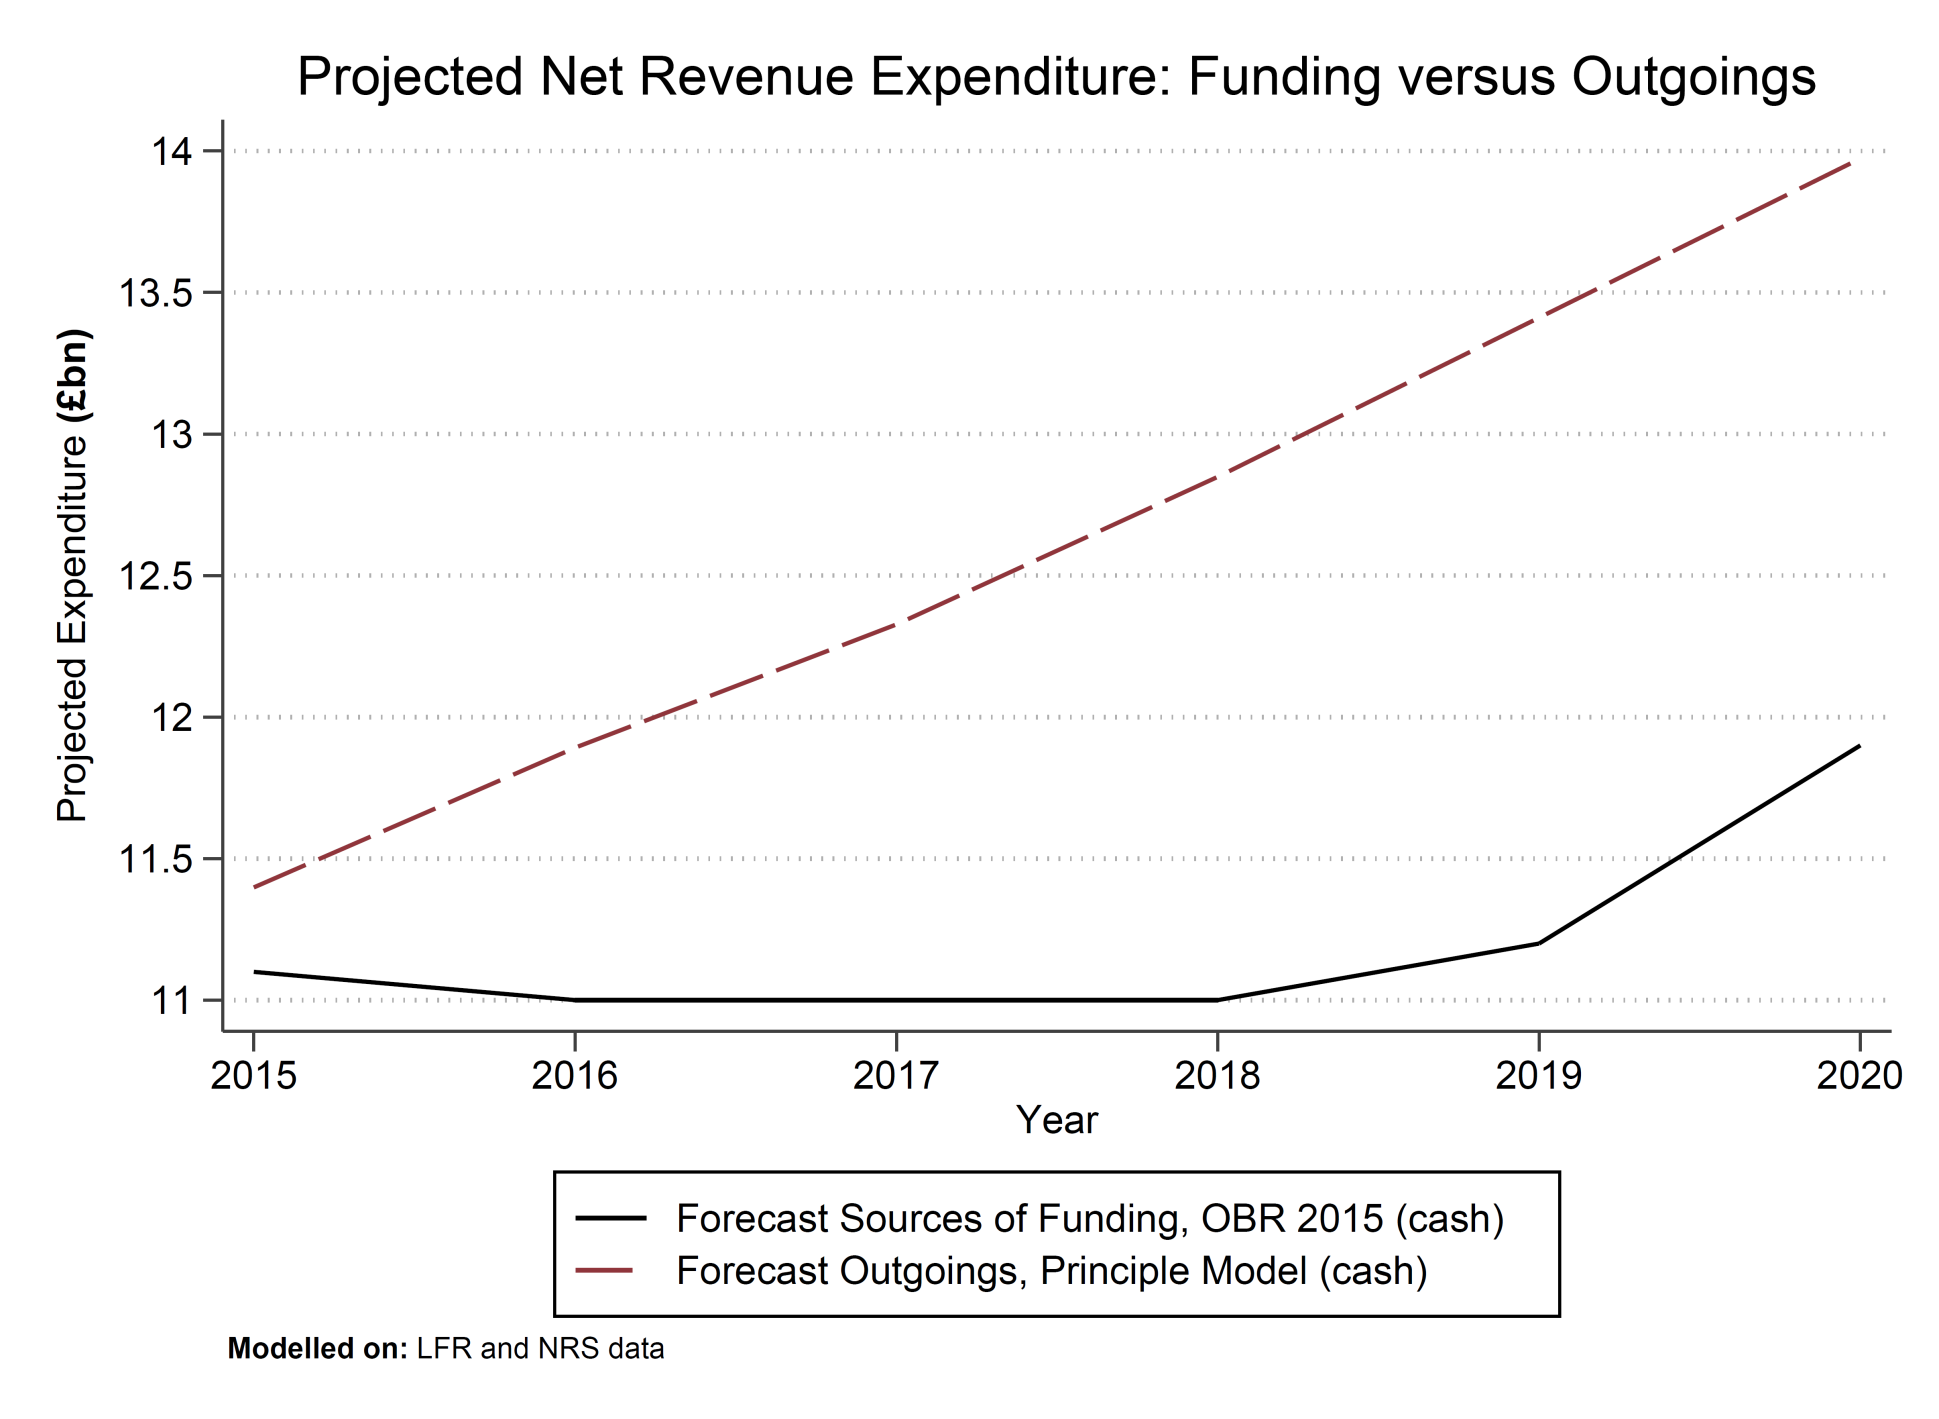 Projected Net Revenue Expenditure: Funding versus Outgoings
14
13.5
13
12.5
12
11.5
11
Projected Expenditure (£bn)
2015 2016 2017 2018 2019 2020
Year
Forecast Sources of Funding, OBR 2015 (cash)
Forecast Outgoings, Principle Model (cash)
Modelled on: LFR and NRS data